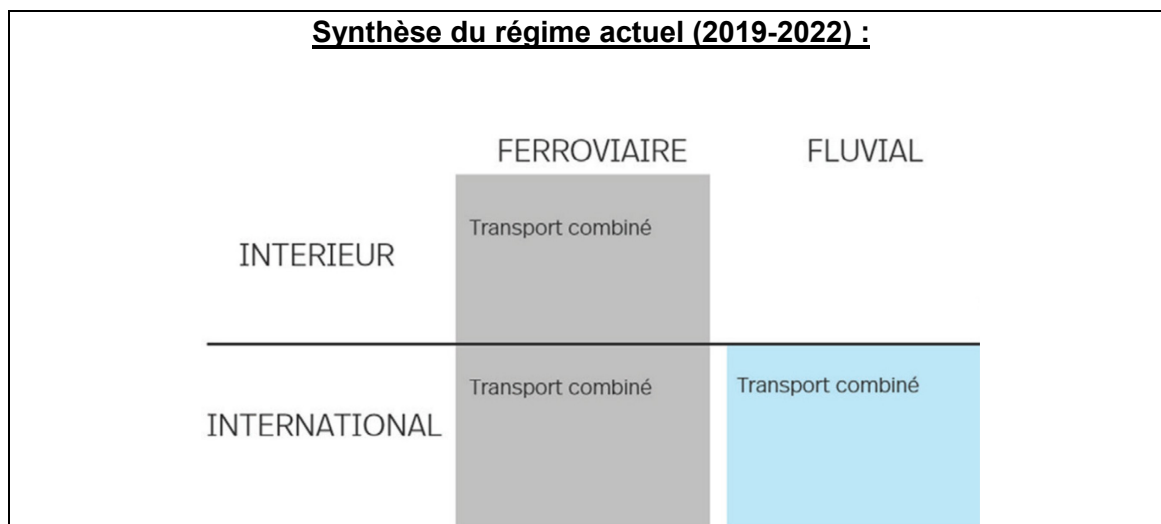 Synthèse du régime actuel (2019-2022) :
FERROVIAIRE FLUVIAL
INTERIEUR
Transport combiné
INTERNATIONAL
Transport combiné
Transport combiné